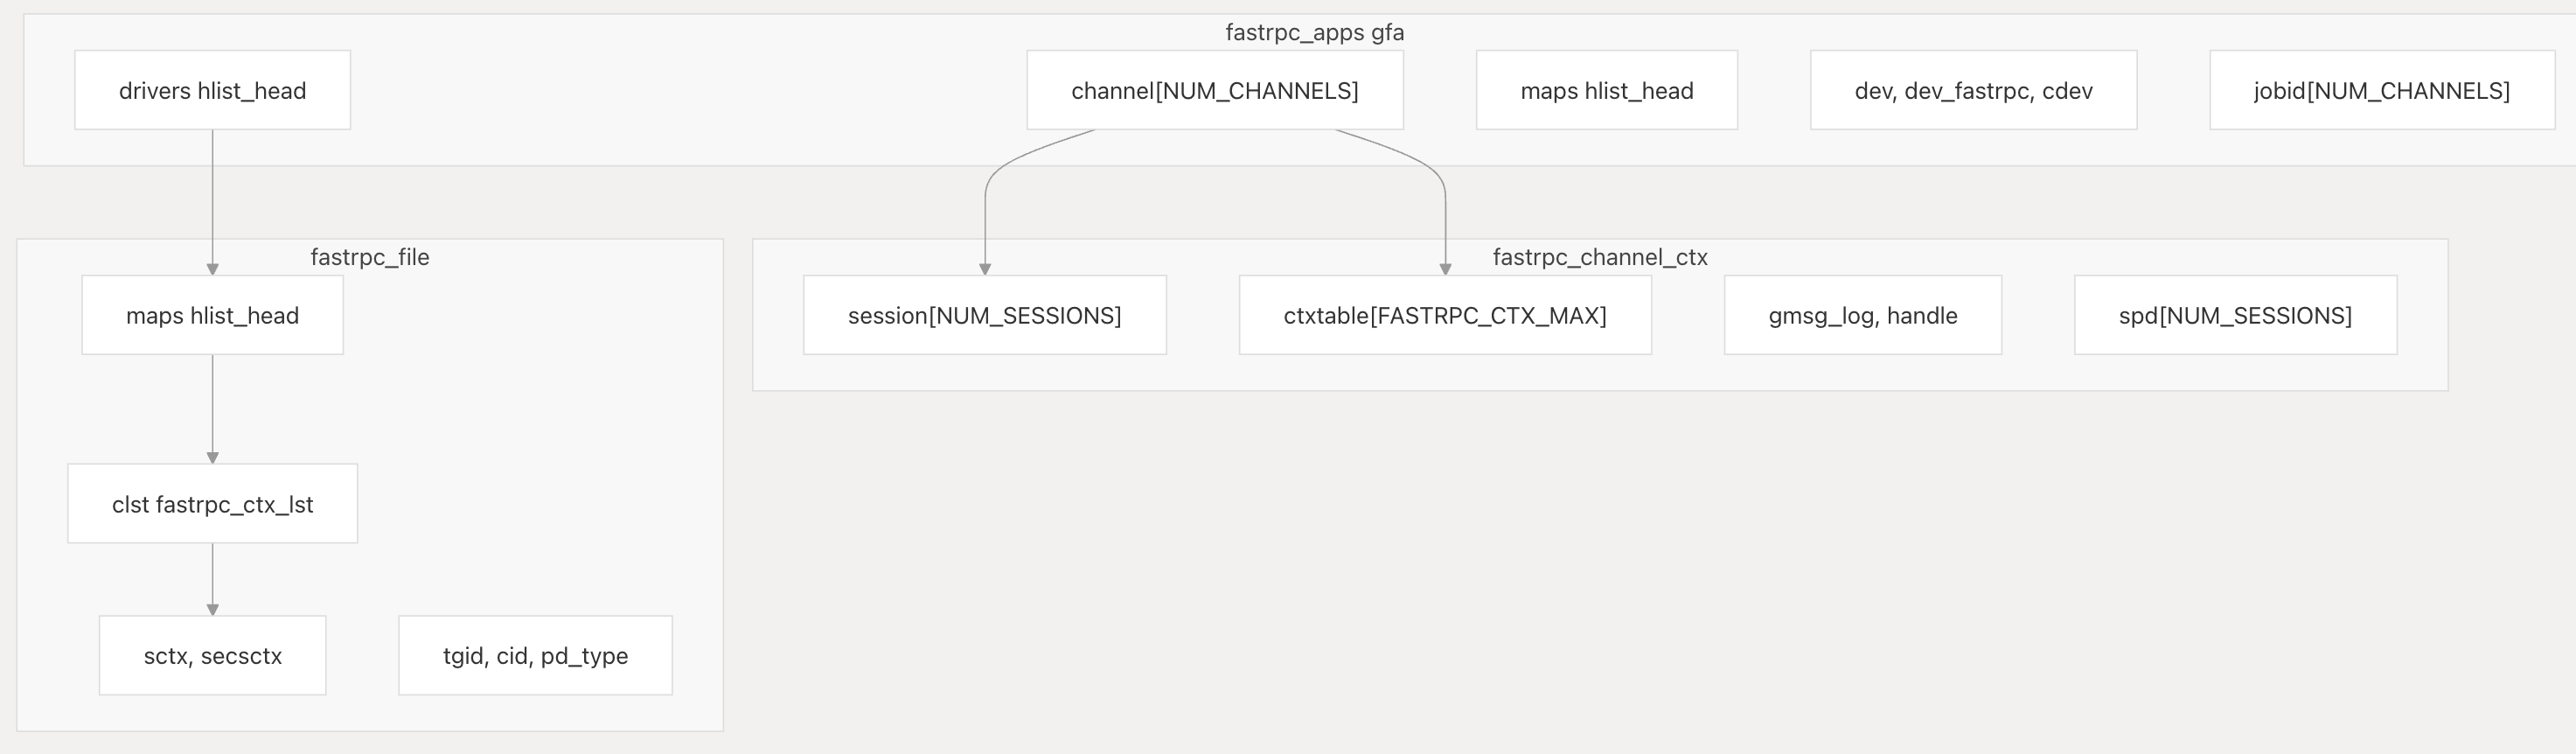 fastrpc_apps gfa
drivers hlist_head
channel[NUM_CHANNELS]
maps hlist_head
dev, dev_fastrpc, cdev
jobid[NUM_CHANNELS]
fastrpc_file
maps hlist_head
clst fastrpc_ctx_lst
sctx, secsctx
tgid, cid, pd_type
fastrpc_channel_ctx
session[NUM_SESSIONS]
ctxtable[FASTRPC_CTX_MAX]
gmsg_log, handle
spd[NUM_SESSIONS]